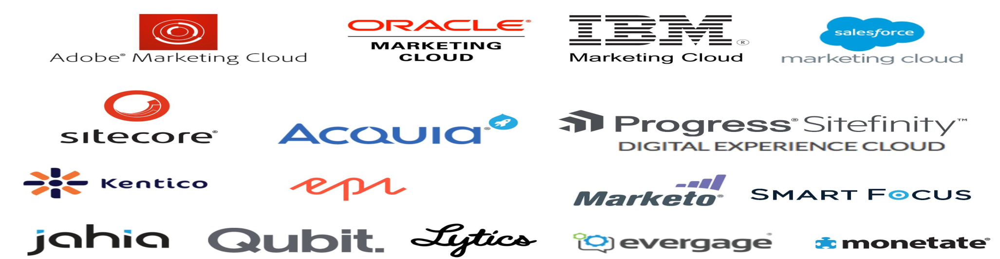 Adobe® Marketing Cloud
ORACLE®
MARKETING
CLOUD
IBM®
Marketing Cloud
salesforce
marketing cloud
sitecore®
Acquia®
Progress® Sitefinity™
DIGITAL EXPERIENCE CLOUD
Kentico
epi
Marketo®
SMART FOCUS
jahia
Qubit.
Lytics
evergage®
monetate®